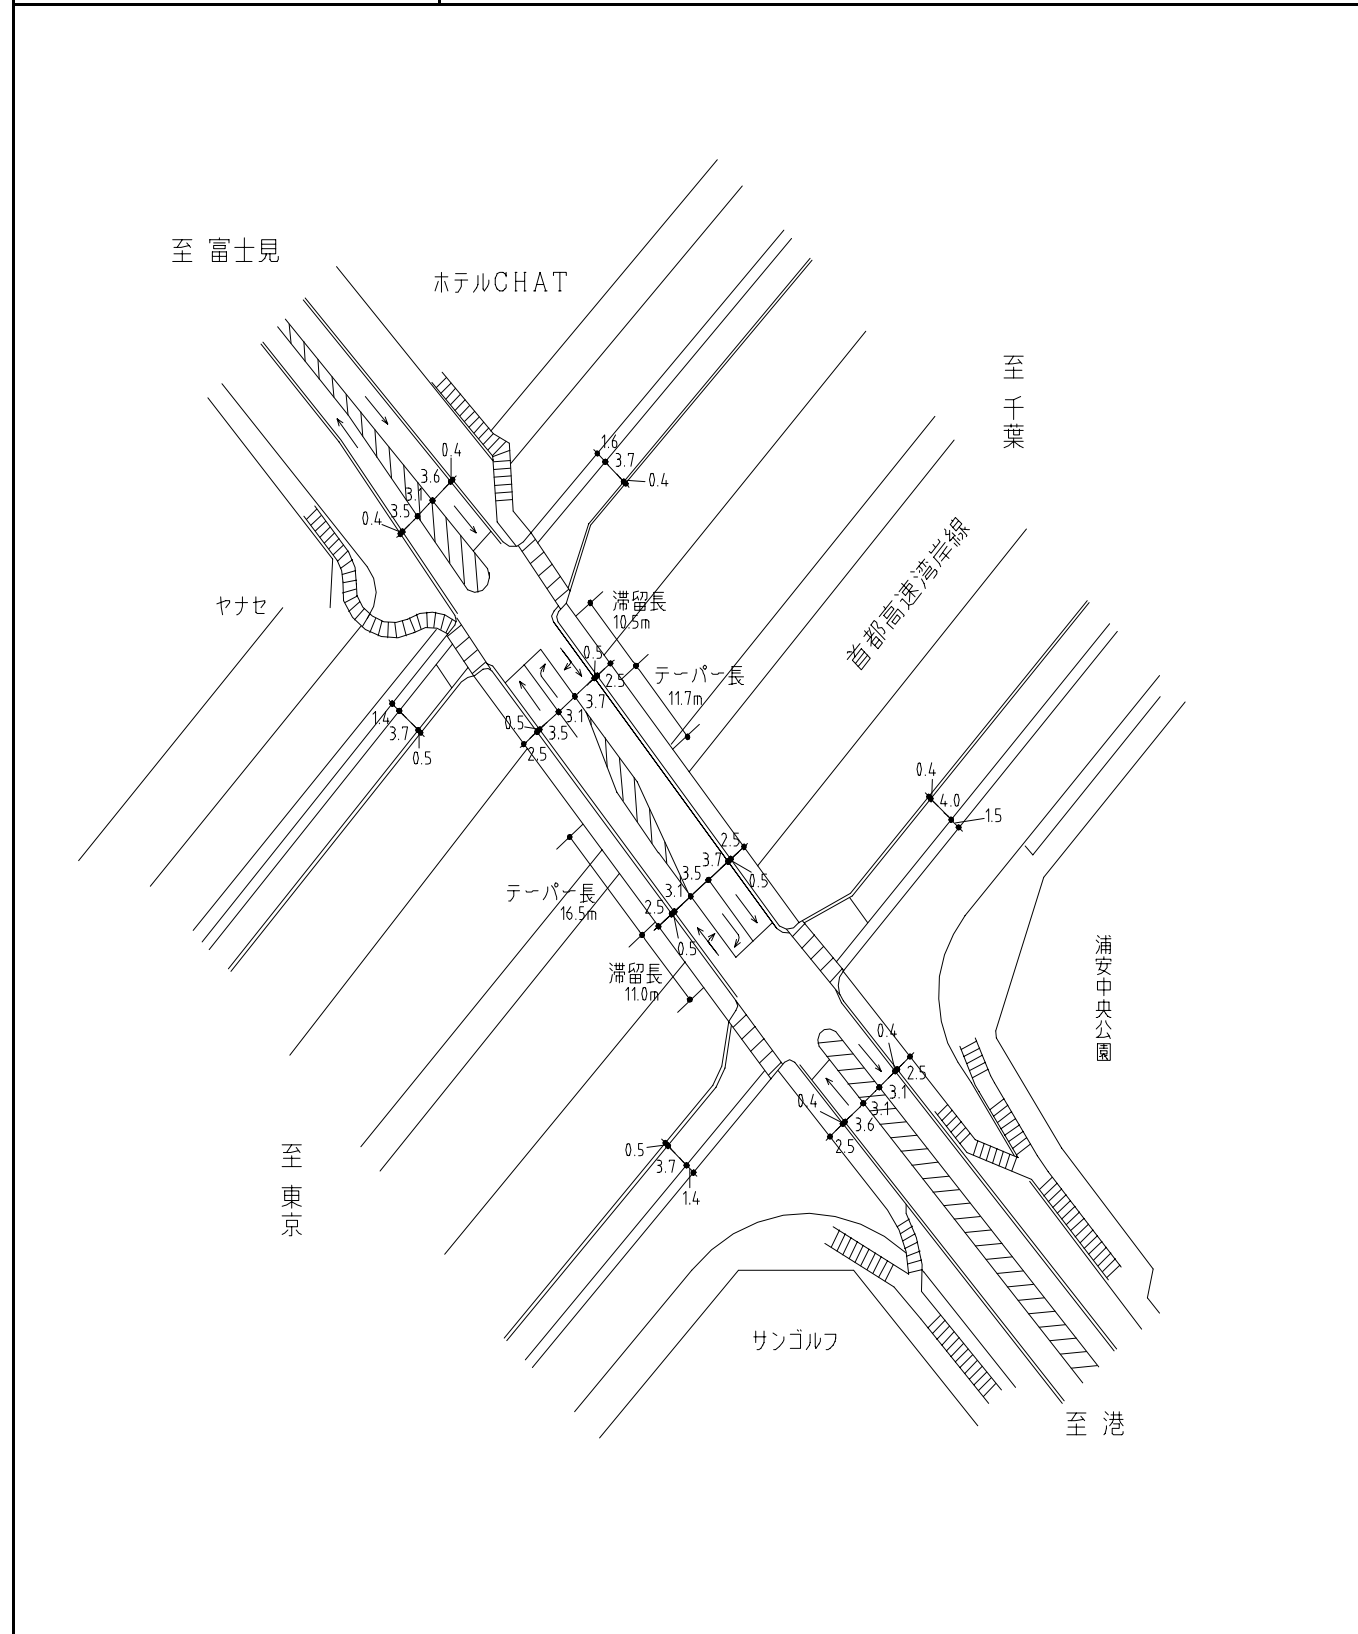 至 富士見
ホテルCHAT
至 千葉
0.4
3.6
3.1
3.5
0.4
1.6
3.7
0.4
首都高速湾岸線
ヤナセ
滞留長
10.5m
テーパー長
11.7m
0.5
2.5
3.7
3.1
3.5
0.5
2.5
1.4
3.7
0.5
0.4
4.0
1.5
2.5
3.7
0.5
3.5
3.1
2.5
0.5
テーパー長
16.5m
滞留長
11.0m
浦安中央公園
0.4
2.5
3.1
3.1
3.6
0.4
2.5
0.5
3.7
1.4
至 東京
サンゴルフ
至 港